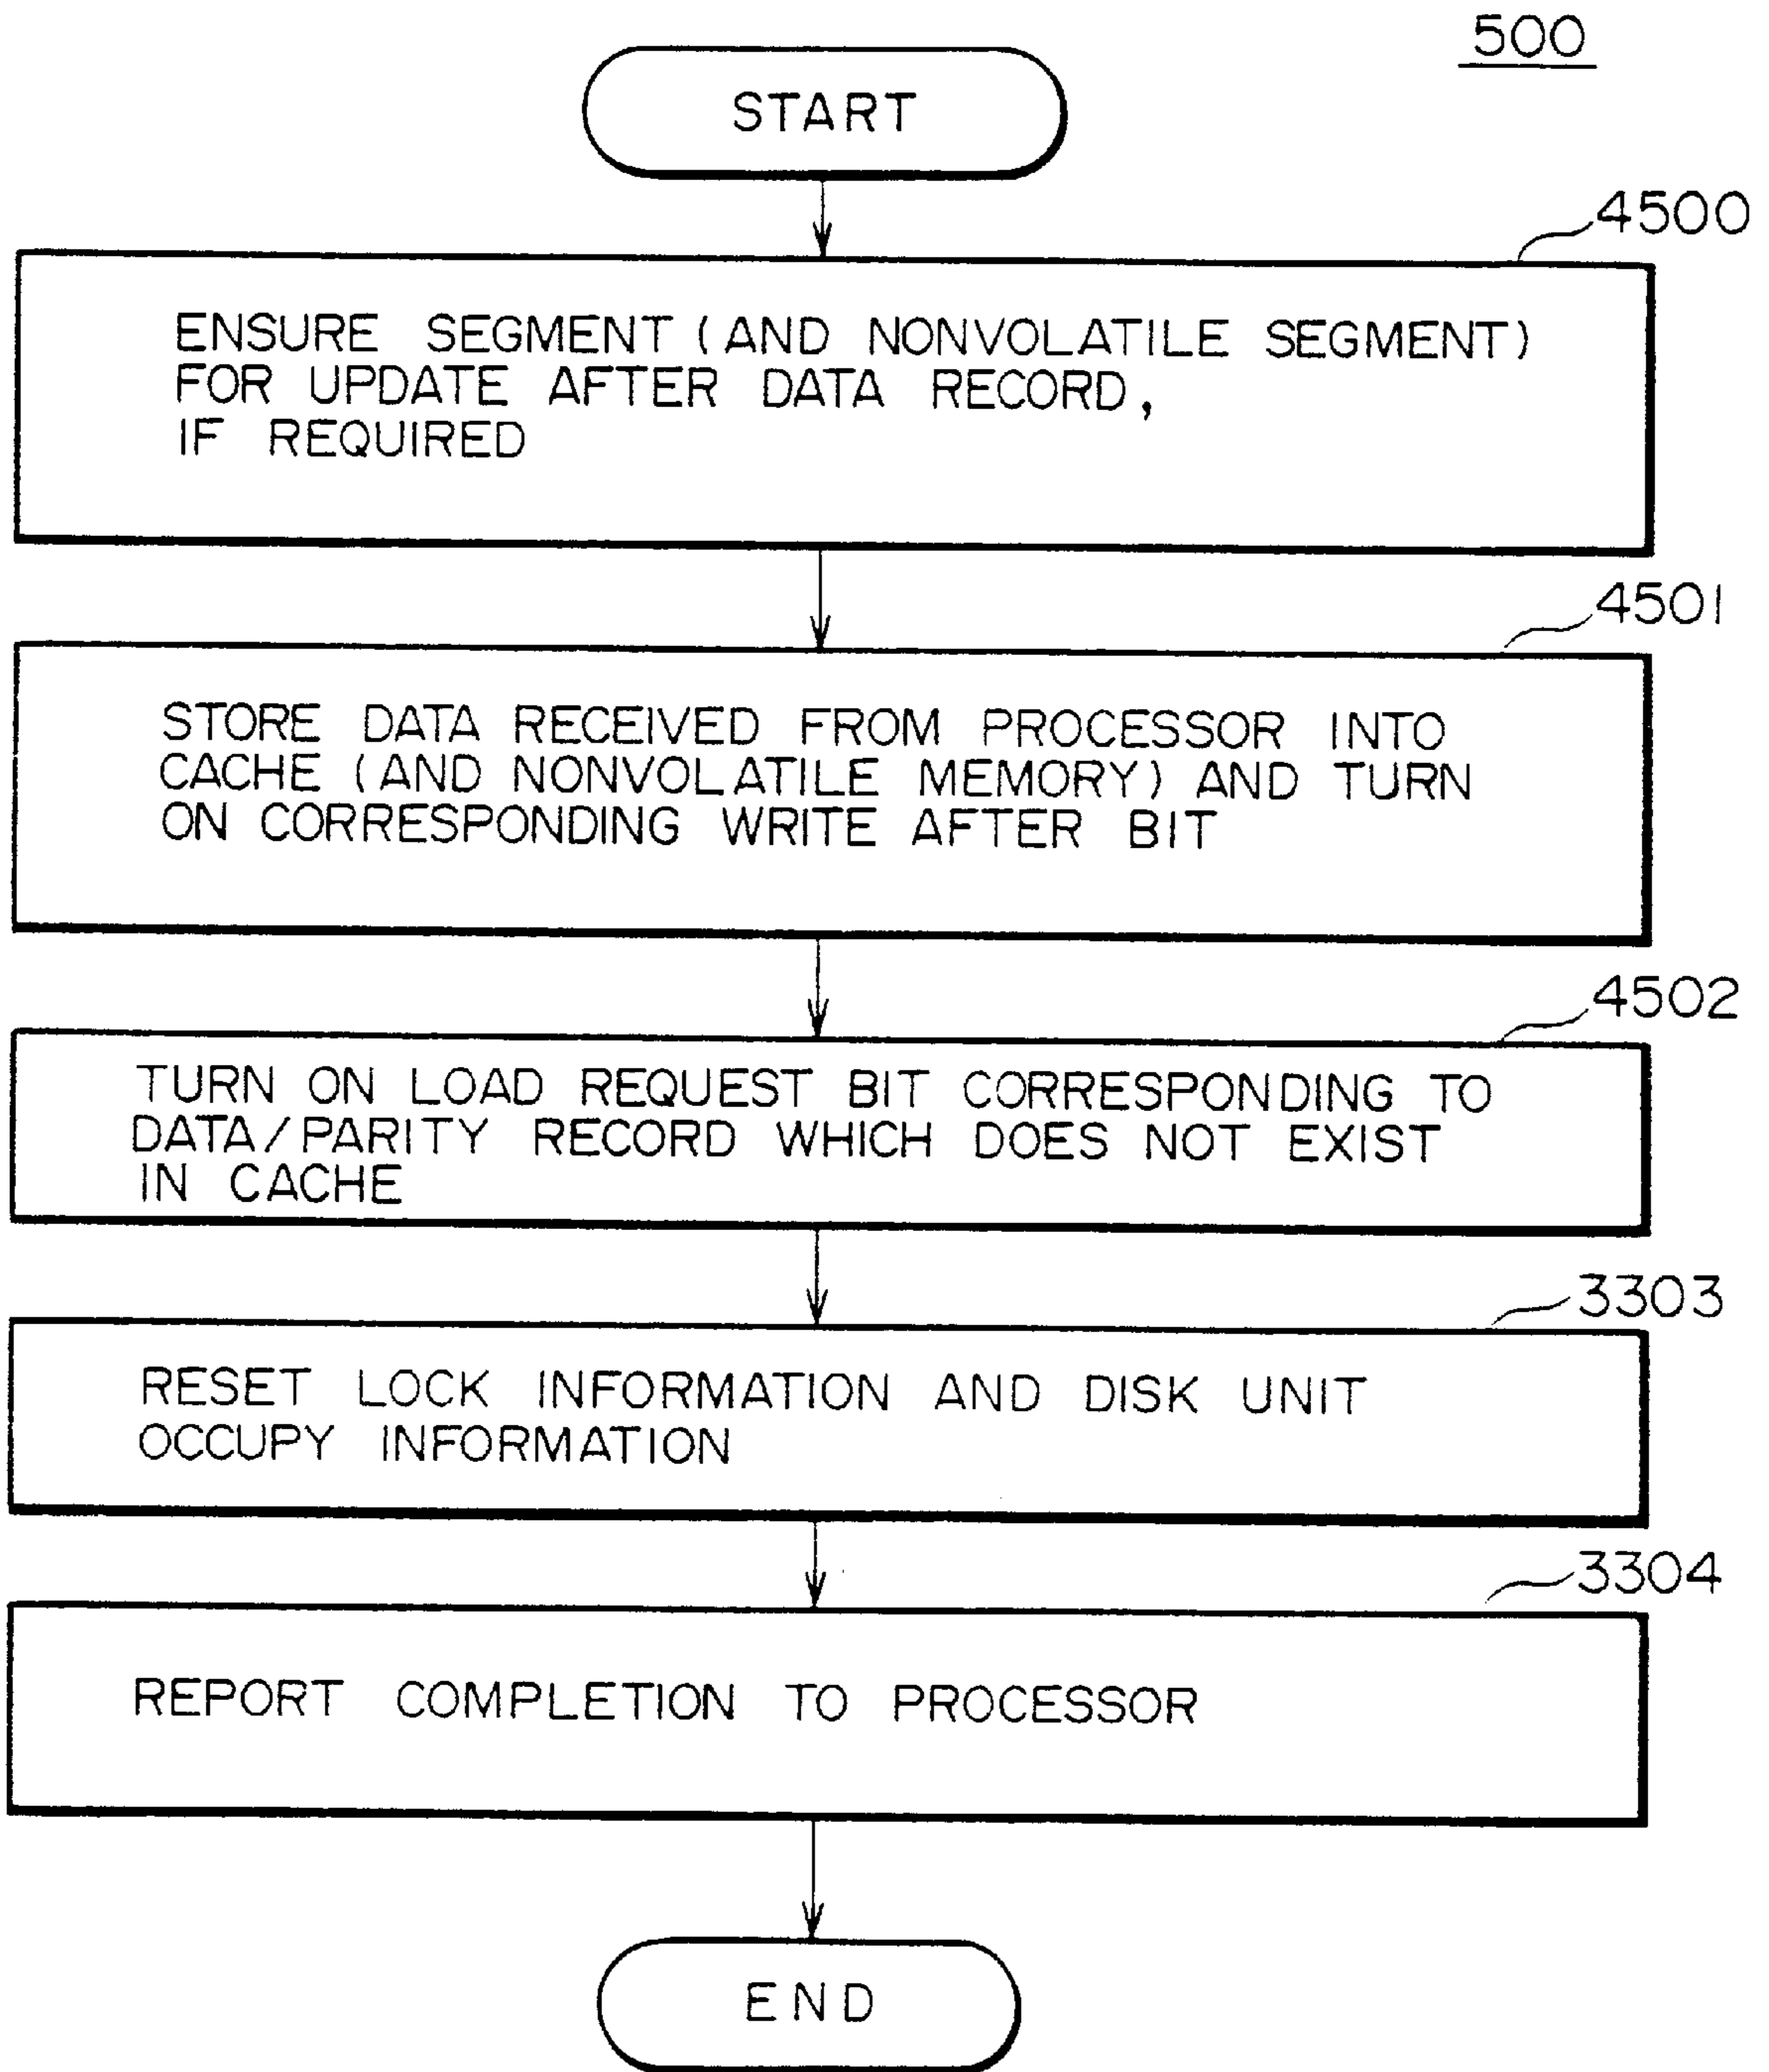 500
START
4500
ENSURE SEGMENT (AND NONVOLATILE SEGMENT)
FOR UPDATE AFTER DATA RECORD,
IF REQUIRED
4501
STORE DATA RECEIVED FROM PROCESSOR INTO
CACHE (AND NONVOLATILE MEMORY) AND TURN
ON CORRESPONDING WRITE AFTER BIT
4502
TURN ON LOAD REQUEST BIT CORRESPONDING TO
DATA/PARITY RECORD WHICH DOES NOT EXIST
IN CACHE
3303
RESET LOCK INFORMATION AND DISK UNIT
OCCUPY INFORMATION
3304
REPORT COMPLETION TO PROCESSOR
END